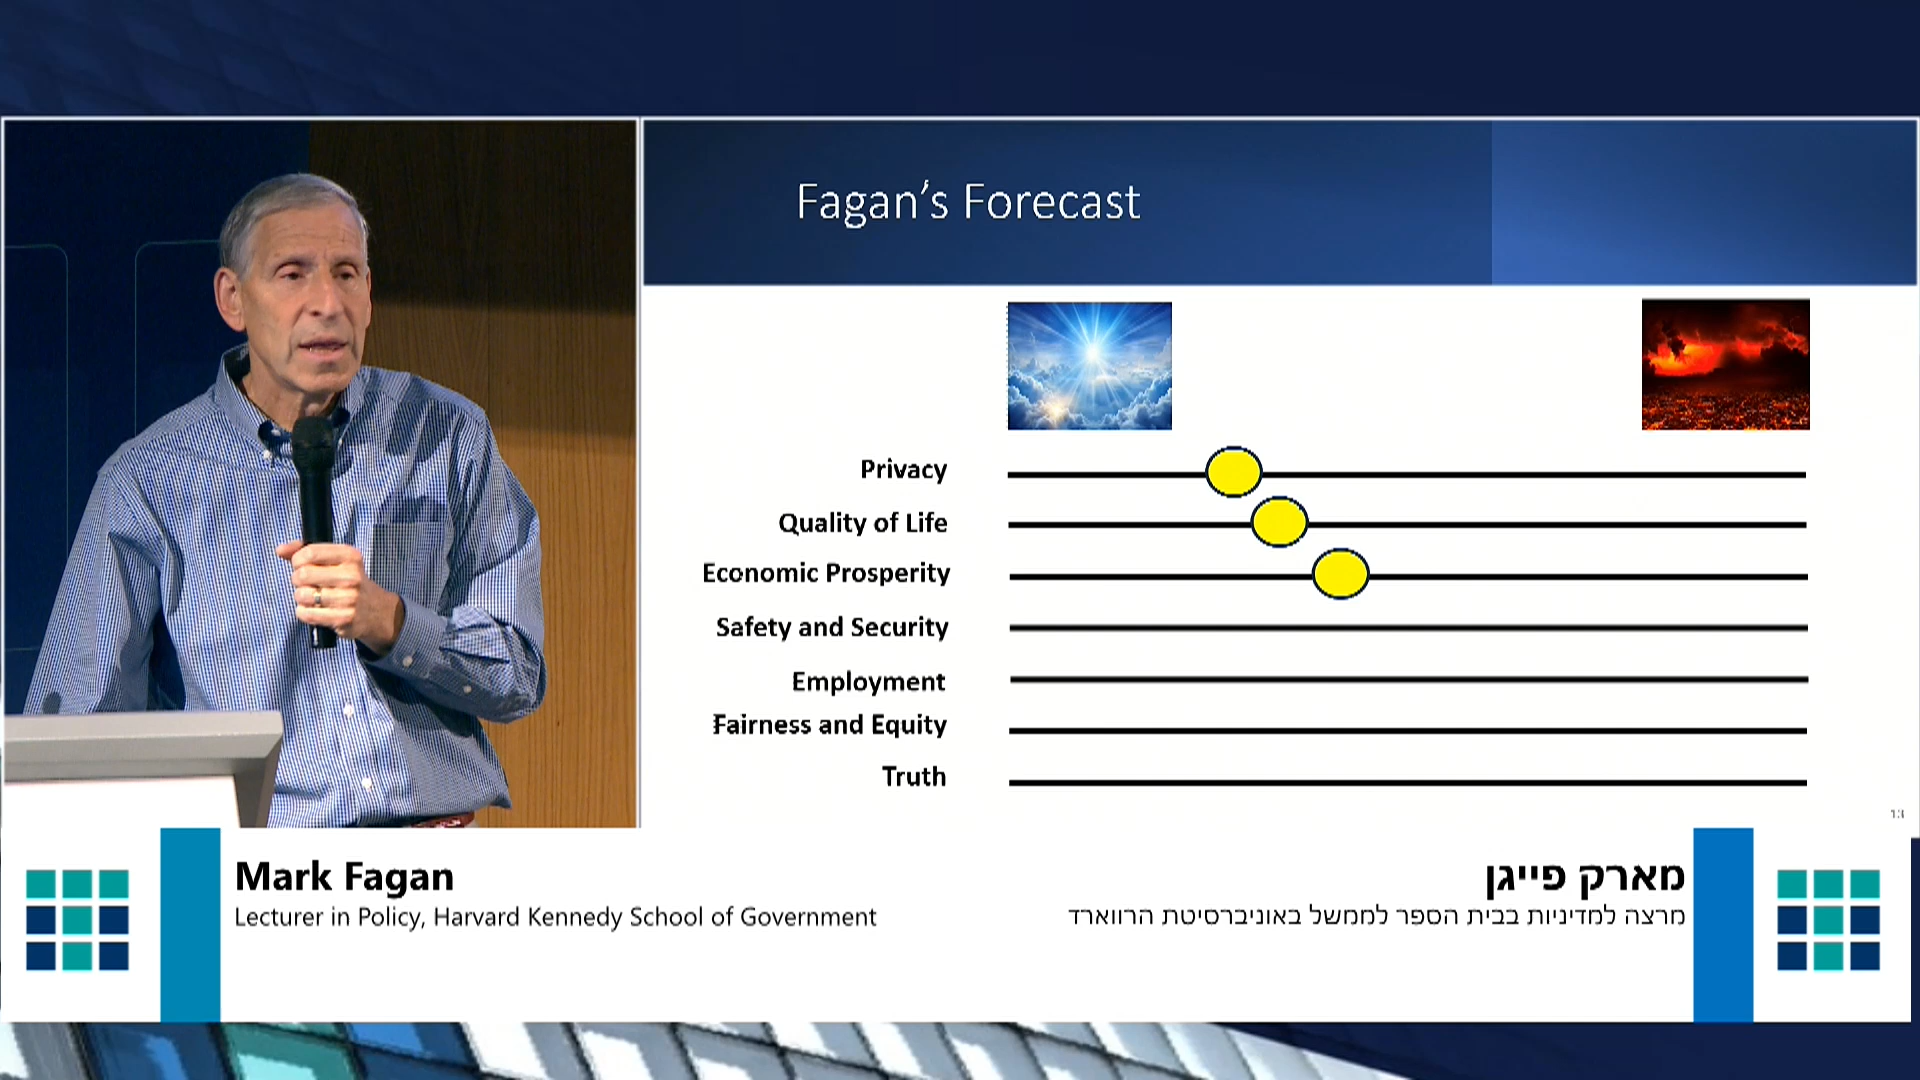 Fagan's Forecast
Privacy
Quality of Life
Economic Prosperity
Safety and Security
Employment
Fairness and Equity
Truth
13
Mark Fagan
Lecturer in Policy, Harvard Kennedy School of Government
מארק פייגן
מרצה למדיניות בבית הספר לממשל באוניברסיטת הרווארד